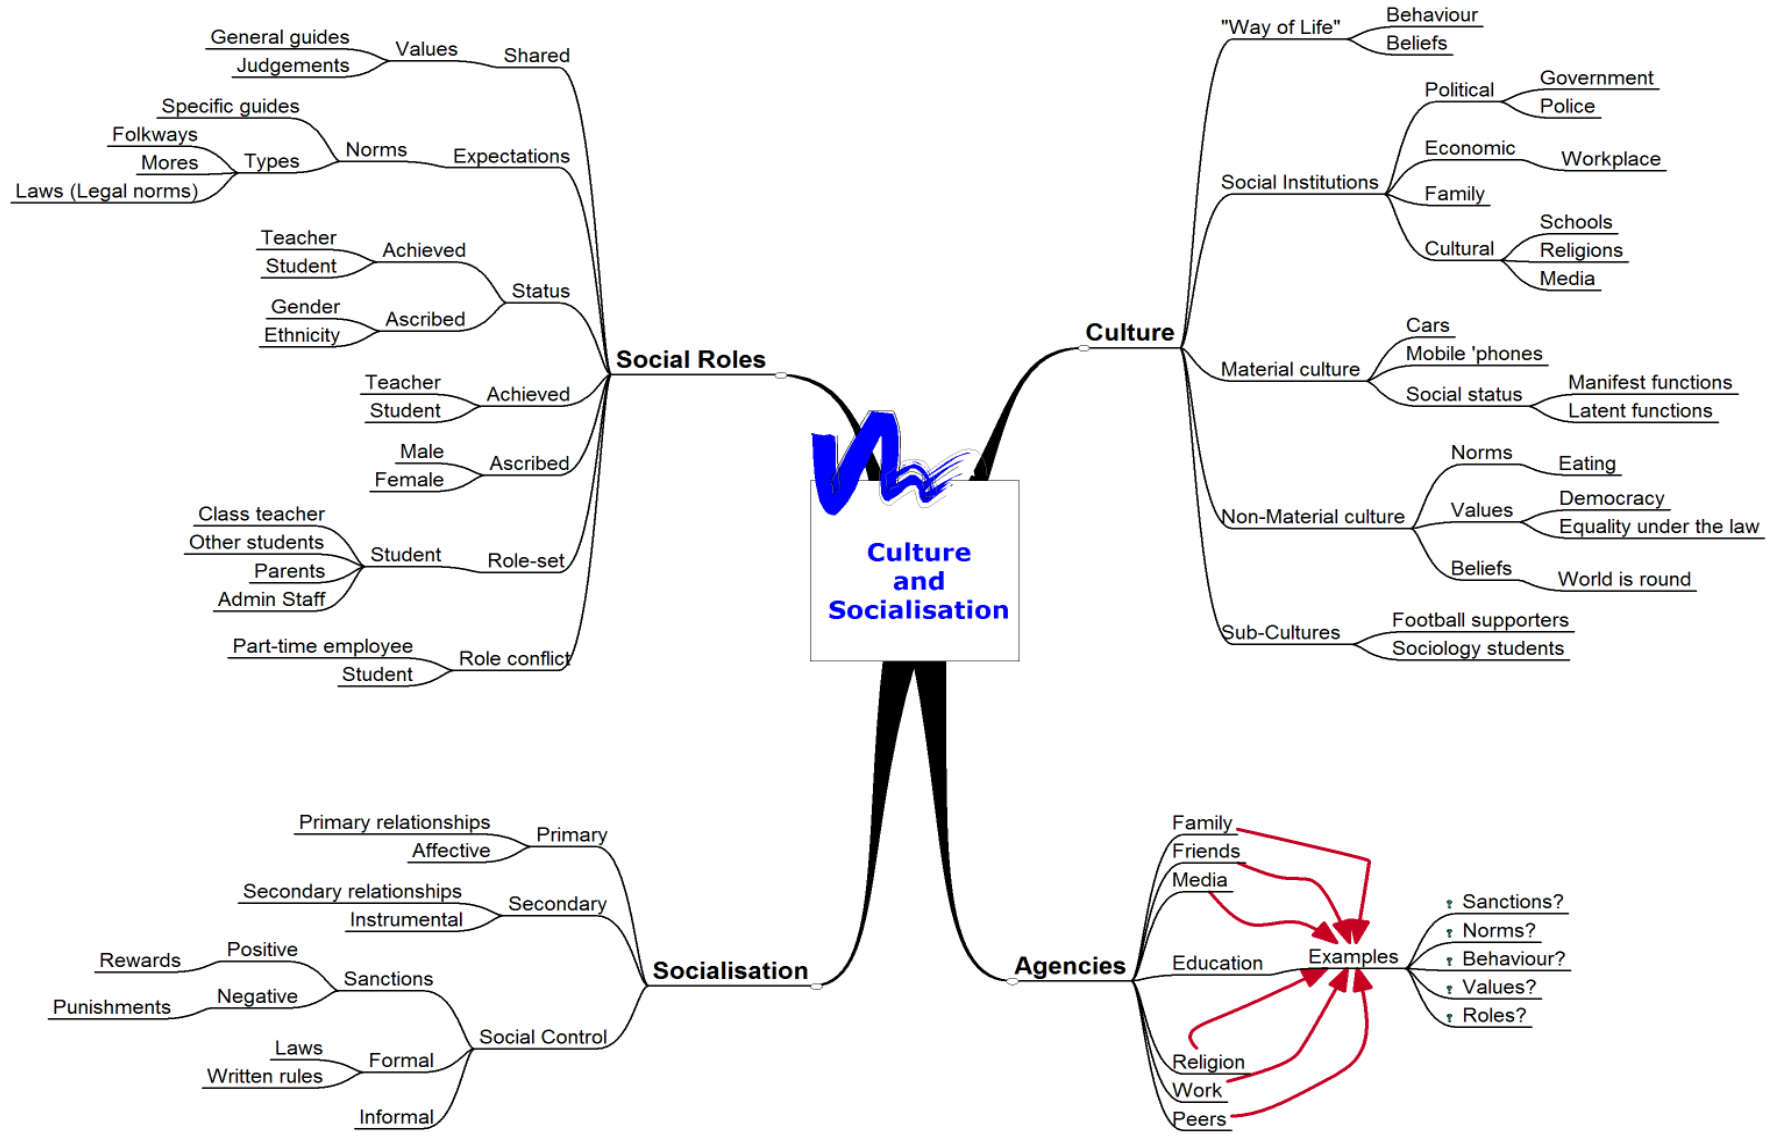 Culture
and
Socialisation
Social Roles
Shared
Values
General guides
Judgements
Expectations
Norms
Specific guides
Types
Folkways
Mores
Laws (Legal norms)
Status
Achieved
Teacher
Student
Ascribed
Gender
Ethnicity
Achieved
Teacher
Student
Ascribed
Male
Female
Role-set
Student
Class teacher
Other students
Parents
Admin Staff
Role conflict
Part-time employee
Student
Culture
"Way of Life"
Behaviour
Beliefs
Social Institutions
Political
Government
Police
Economic
Workplace
Family
Cultural
Schools
Religions
Media
Material culture
Cars
Mobile 'phones
Social status
Manifest functions
Latent functions
Non-Material culture
Norms
Eating
Values
Democracy
Equality under the law
Beliefs
World is round
Sub-Cultures
Football supporters
Sociology students
Socialisation
Primary
Primary relationships
Affective
Secondary
Secondary relationships
Instrumental
Social Control
Sanctions
Positive
Rewards
Negative
Punishments
Formal
Laws
Written rules
Informal
Agencies
Family
Friends
Media
Education
Religion
Work
Peers
Examples
? Sanctions?
? Norms?
? Behaviour?
? Values?
? Roles?